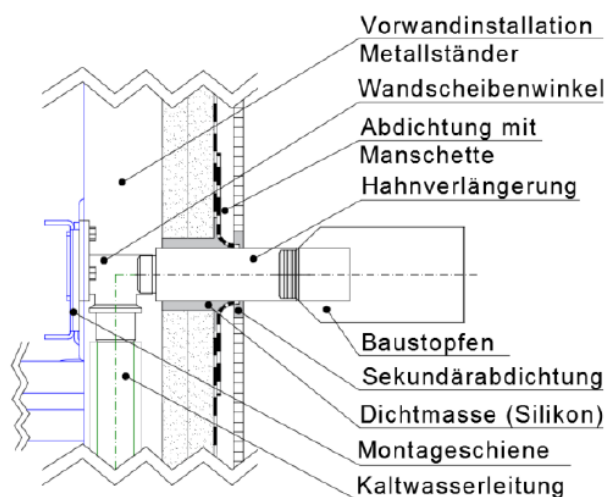 Vorwandinstallation
Metallständer
Wandscheibenwinkel
Abdichtung mit
Manschette
Hahnverlängerung
Baustopfen
Sekundärabdichtung
Dichtmasse (Silikon)
Montageschiene
Kaltwasserleitung